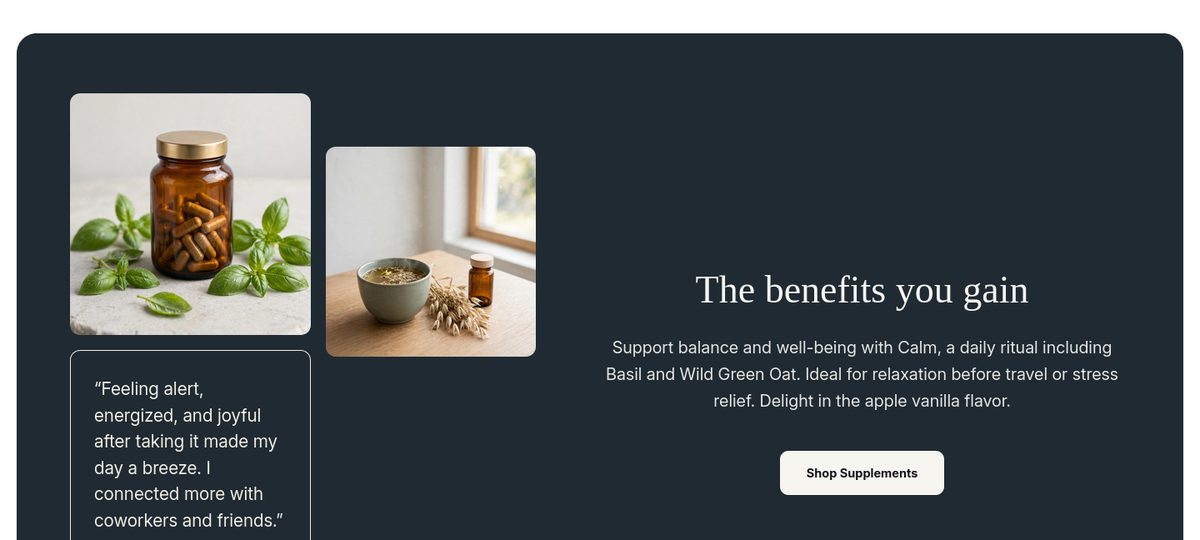 “Feeling alert,
energized, and joyful
after taking it made my
day a breeze. I
connected more with
coworkers and friends.”
The benefits you gain
Support balance and well-being with Calm, a daily ritual including
Basil and Wild Green Oat. Ideal for relaxation before travel or stress
relief. Delight in the apple vanilla flavor.
Shop Supplements